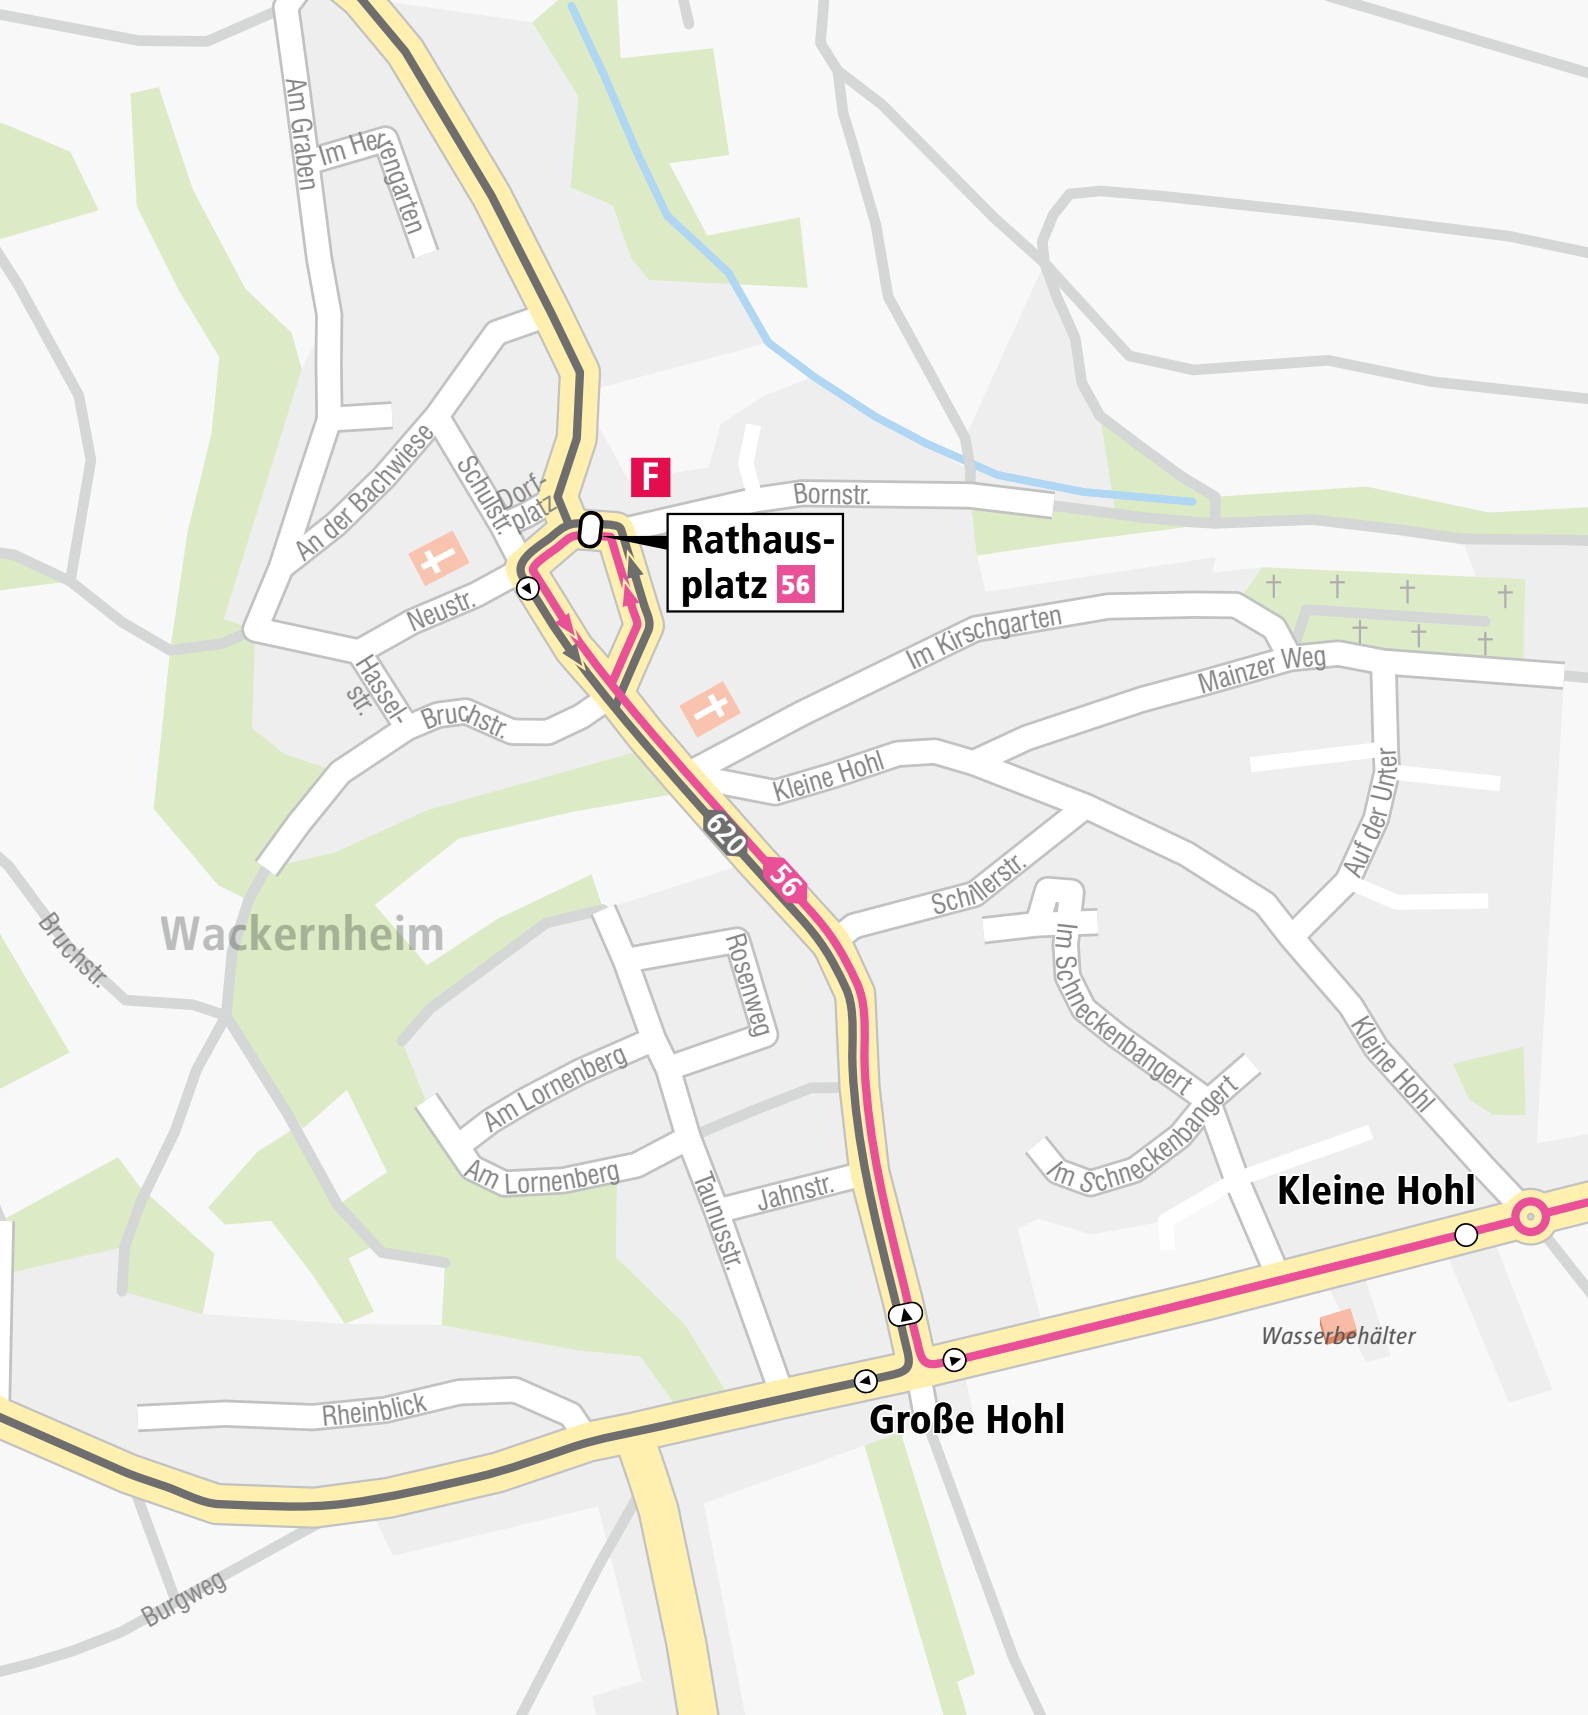 Am Graben
Im Herrengarten
An der Bachwiese
Schulstr.
Dorf-
platz
F
Bornstr.
Rathaus-
platz 56
Neustr.
Hassel-
str.
Bruchstr.
Im Kirschgarten
Mainzer Weg
Kleine Hohl
Auf der Unter
620
56
Schillerstr.
Wackernheim
Bruchstr.
Rosenweg
Im Schneckenbangert
Kleine Hohl
Am Lornenberg
Am Lornenberg
Im Schneckenbangert
Taunusstr.
Jahnstr.
Kleine Hohl
Wasserbehälter
Rheinblick
Große Hohl
Burgweg